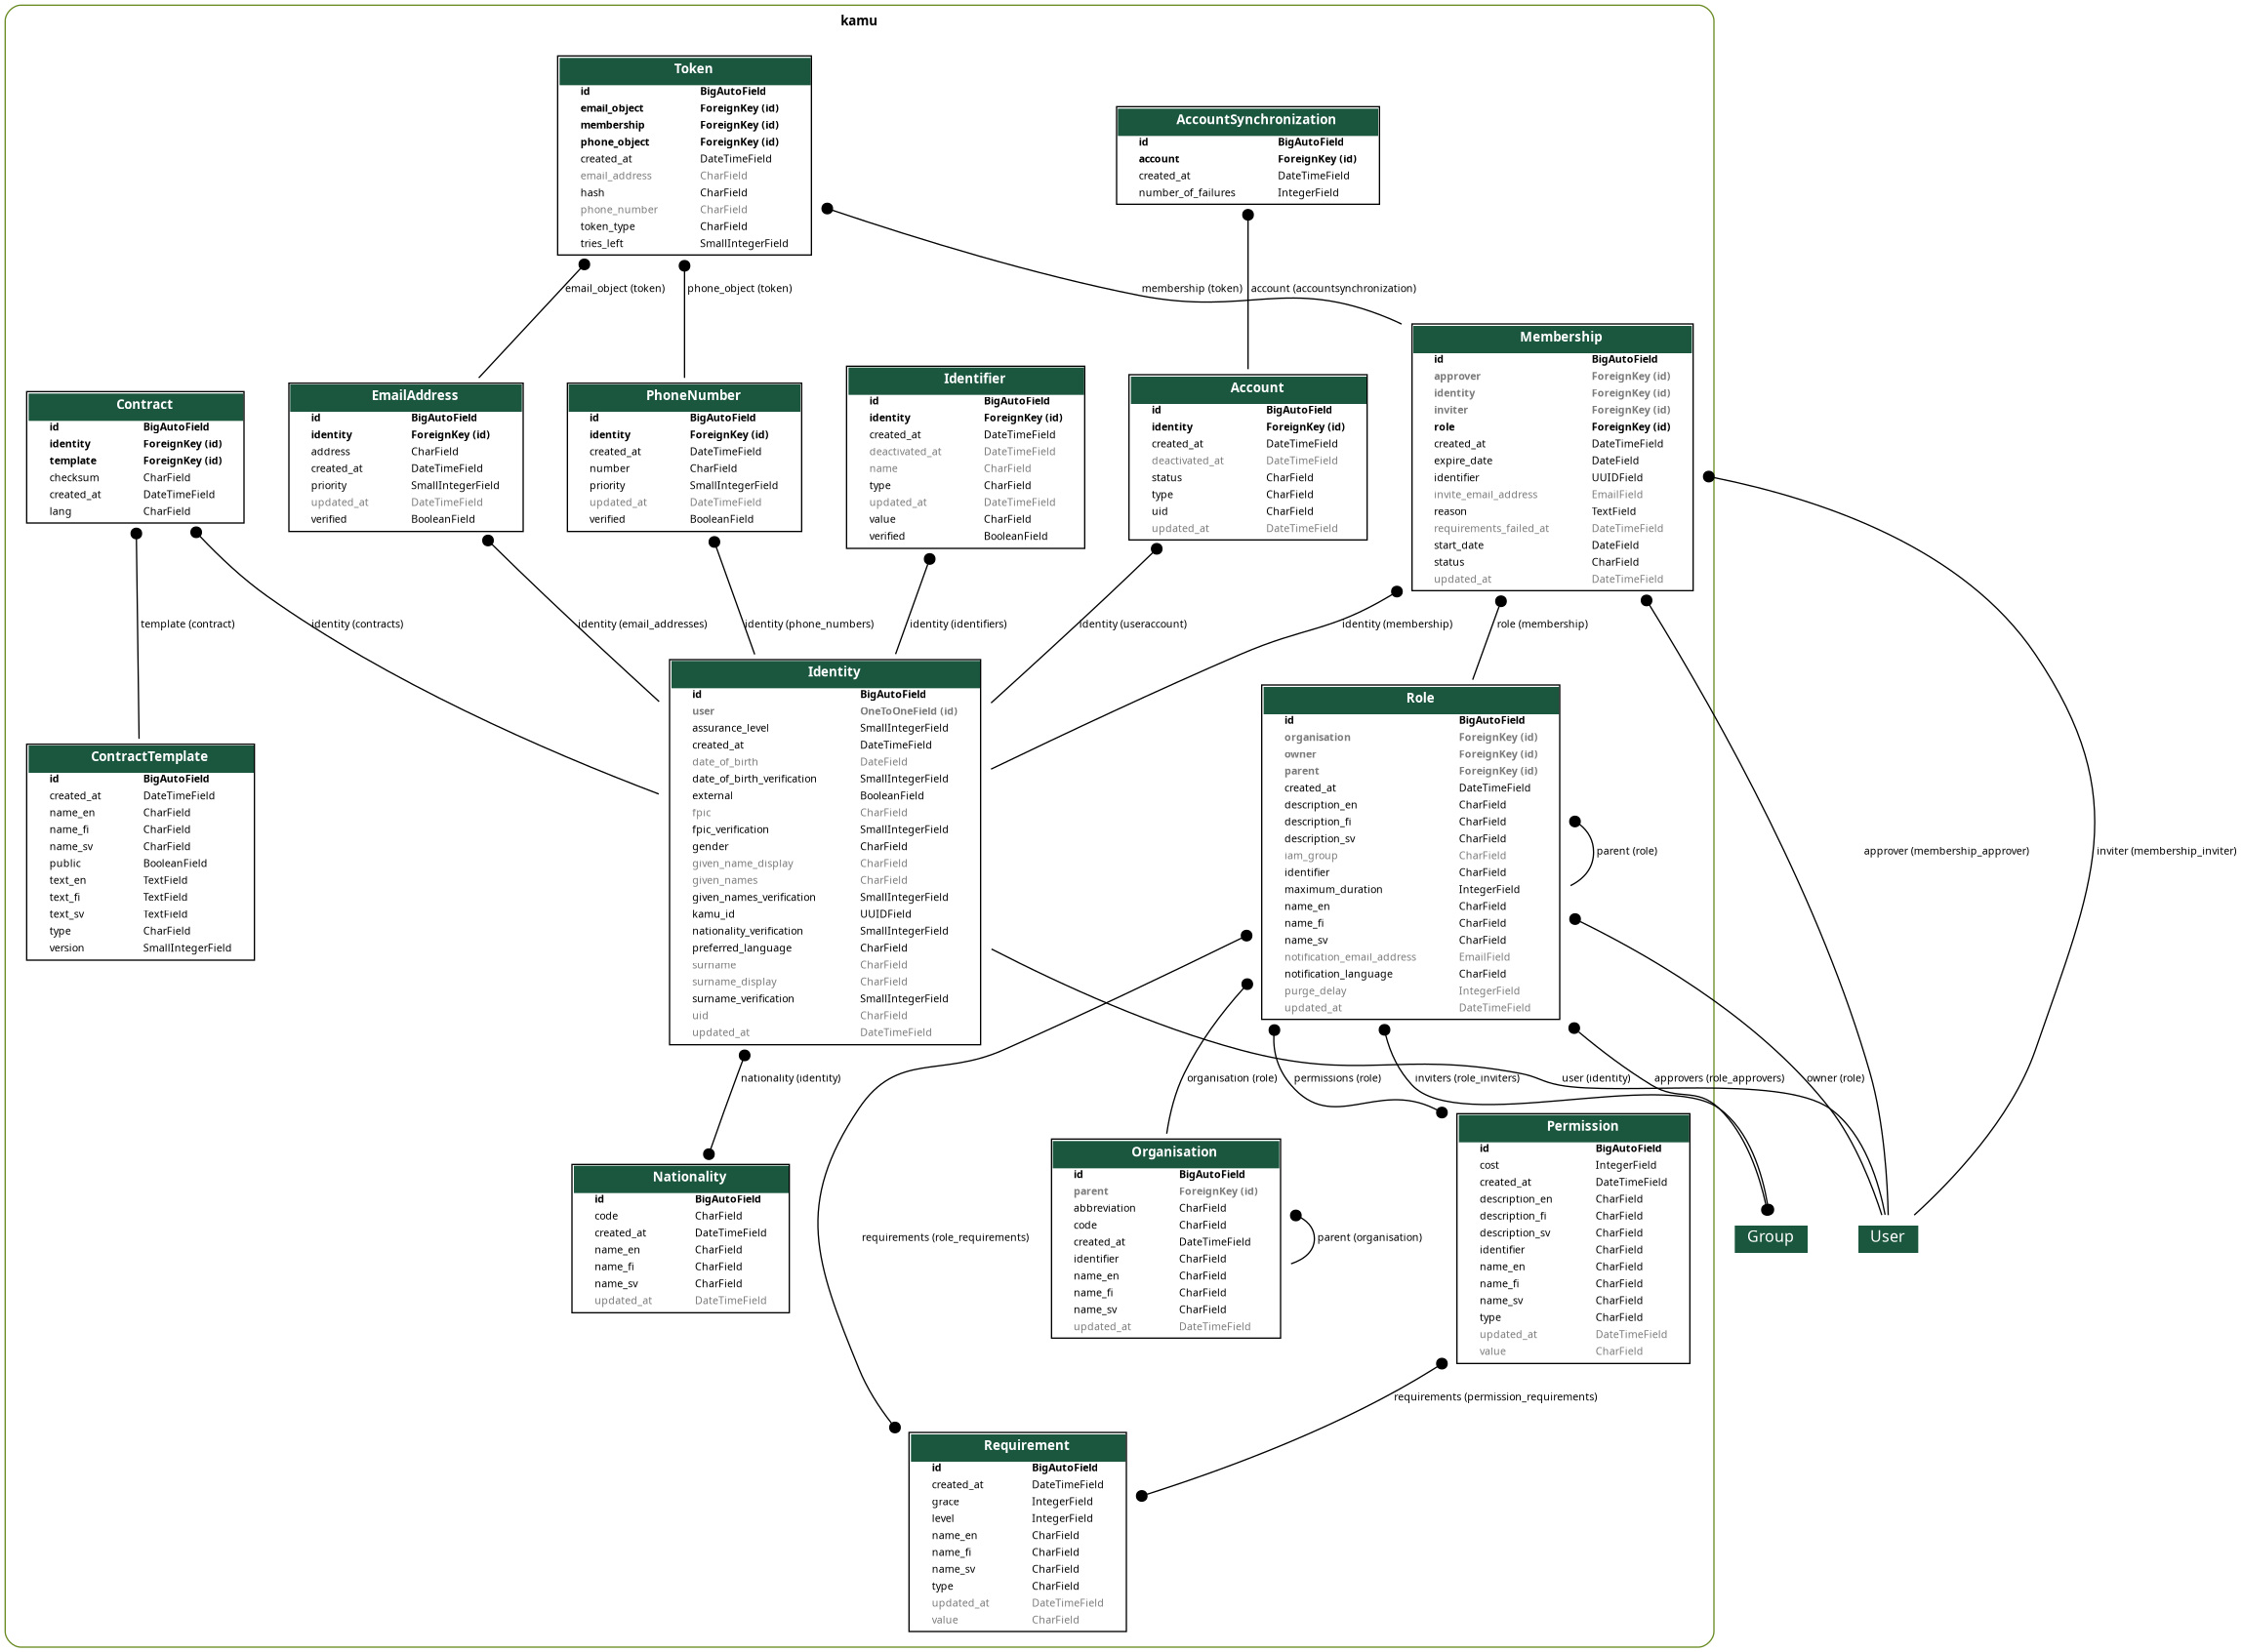 kamu
Token
id BigAutoField
email_object ForeignKey (id)
membership ForeignKey (id)
phone_object ForeignKey (id)
created_at DateTimeField
email_address CharField
hash CharField
phone_number CharField
token_type CharField
tries_left SmallIntegerField
AccountSynchronization
id BigAutoField
account ForeignKey (id)
created_at DateTimeField
number_of_failures IntegerField
email_object (token)
phone_object (token)
membership (token)
account (accountsynchronization)
Contract
id BigAutoField
identity ForeignKey (id)
template ForeignKey (id)
checksum CharField
created_at DateTimeField
lang CharField
EmailAddress
id BigAutoField
identity ForeignKey (id)
address CharField
created_at DateTimeField
priority SmallIntegerField
updated_at DateTimeField
verified BooleanField
PhoneNumber
id BigAutoField
identity ForeignKey (id)
created_at DateTimeField
number CharField
priority SmallIntegerField
updated_at DateTimeField
verified BooleanField
Identifier
id BigAutoField
identity ForeignKey (id)
created_at DateTimeField
deactivated_at DateTimeField
name CharField
type CharField
updated_at DateTimeField
value CharField
verified BooleanField
Account
id BigAutoField
identity ForeignKey (id)
created_at DateTimeField
deactivated_at DateTimeField
status CharField
type CharField
uid CharField
updated_at DateTimeField
Membership
id BigAutoField
approver ForeignKey (id)
identity ForeignKey (id)
inviter ForeignKey (id)
role ForeignKey (id)
created_at DateTimeField
expire_date DateField
identifier UUIDField
invite_email_address EmailField
reason TextField
requirements_failed_at DateTimeField
start_date DateField
status CharField
updated_at DateTimeField
template (contract)
identity (contracts)
identity (email_addresses)
identity (phone_numbers)
identity (identifiers)
identity (useraccount)
identity (membership)
role (membership)
ContractTemplate
id BigAutoField
created_at DateTimeField
name_en CharField
name_fi CharField
name_sv CharField
public BooleanField
text_en TextField
text_fi TextField
text_sv TextField
type CharField
version SmallIntegerField
Identity
id BigAutoField
user OneToOneField (id)
assurance_level SmallIntegerField
created_at DateTimeField
date_of_birth DateField
date_of_birth_verification SmallIntegerField
external BooleanField
fpic CharField
fpic_verification SmallIntegerField
gender CharField
given_name_display CharField
given_names CharField
given_names_verification SmallIntegerField
kamu_id UUIDField
nationality_verification SmallIntegerField
preferred_language CharField
surname CharField
surname_display CharField
surname_verification SmallIntegerField
uid CharField
updated_at DateTimeField
Role
id BigAutoField
organisation ForeignKey (id)
owner ForeignKey (id)
parent ForeignKey (id)
created_at DateTimeField
description_en CharField
description_fi CharField
description_sv CharField
iam_group CharField
identifier CharField
maximum_duration IntegerField
name_en CharField
name_fi CharField
name_sv CharField
notification_email_address EmailField
notification_language CharField
purge_delay IntegerField
updated_at DateTimeField
parent (role)
approver (membership_approver)
inviter (membership_inviter)
nationality (identity)
organisation (role)
permissions (role)
inviters (role_inviters)
user (identity)
approvers (role_approvers)
owner (role)
Nationality
id BigAutoField
code CharField
created_at DateTimeField
name_en CharField
name_fi CharField
name_sv CharField
updated_at DateTimeField
requirements (role_requirements)
Organisation
id BigAutoField
parent ForeignKey (id)
abbreviation CharField
code CharField
created_at DateTimeField
identifier CharField
name_en CharField
name_fi CharField
name_sv CharField
updated_at DateTimeField
parent (organisation)
Permission
id BigAutoField
cost IntegerField
created_at DateTimeField
description_en CharField
description_fi CharField
description_sv CharField
identifier CharField
name_en CharField
name_fi CharField
name_sv CharField
type CharField
updated_at DateTimeField
value CharField
Group
User
requirements (permission_requirements)
Requirement
id BigAutoField
created_at DateTimeField
grace IntegerField
level IntegerField
name_en CharField
name_fi CharField
name_sv CharField
type CharField
updated_at DateTimeField
value CharField